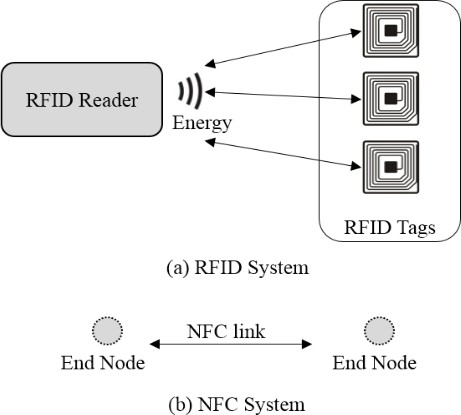 RFID Reader
Energy
RFID Tags
(a) RFID System
NFC link
End Node
End Node
(b) NFC System